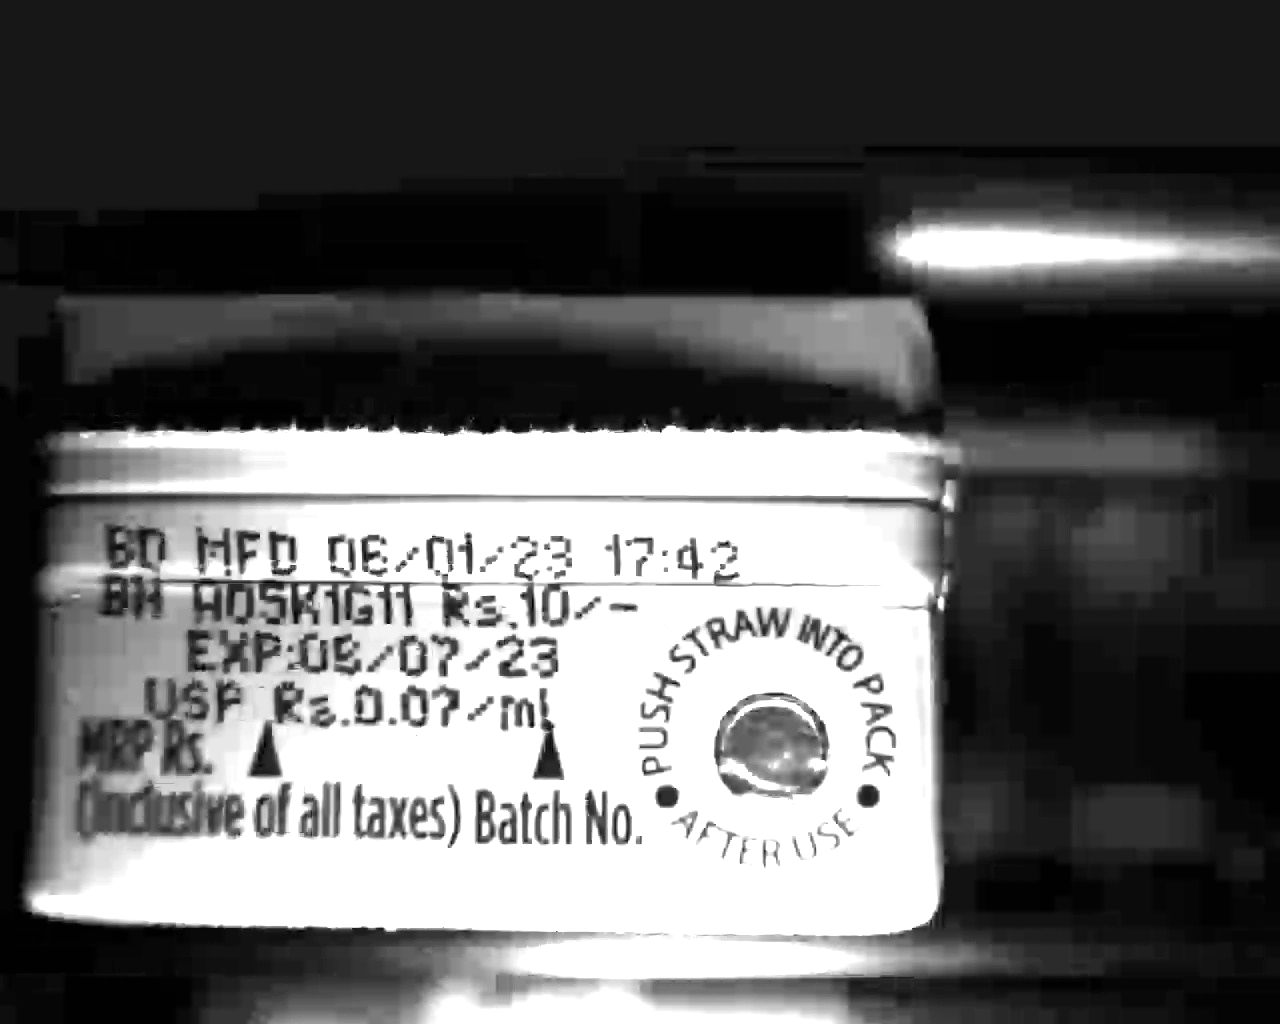 BD MFD 06/01/23 17:42
BH A05K1G11 Rs.10/-
EXP:05/07/23
USP Rs.0.07/ml
MRP Rs.
(Inclusive of all taxes) Batch No.
PUSH STRAW INTO PACK
• AFTER USE •